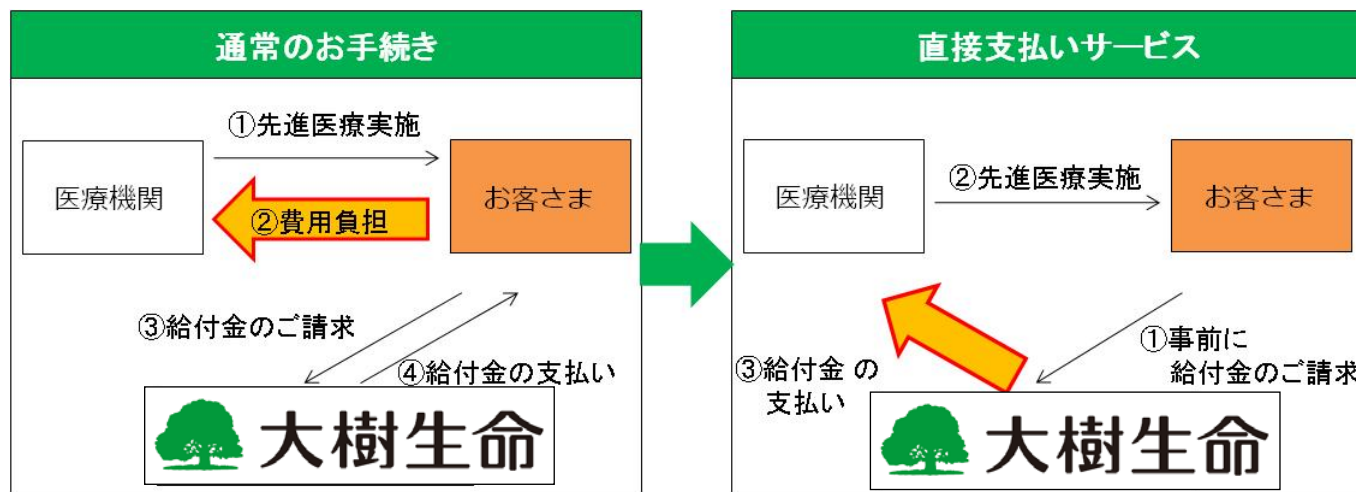 通常のお手続き
①先進医療実施
医療機関
お客さま
②費用負担
③給付金のご請求
④給付金の支払い
大樹生命
直接支払いサービス
医療機関
②先進医療実施
お客さま
①事前に
給付金のご請求
③給付金 の
支払い
大樹生命